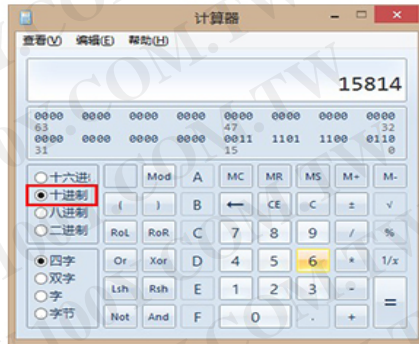 计算器
查看(V) 编辑(E) 帮助(H)
15814
0000 0000 0000 0000 0000 0000 0000 0000
63 47 32
0000 0000 0000 0000 0011 1101 1100 0110
31 15 0
十六进
十进制
八进制
二进制
四字
双字
字
字节
Mod A MC MR MS M+ M-
( ) B ← CE C ± √
RoL RoR C 7 8 9 / %
Or Xor D 4 5 6 * 1/x
Lsh Rsh E 1 2 3 - =
Not And F 0 . +